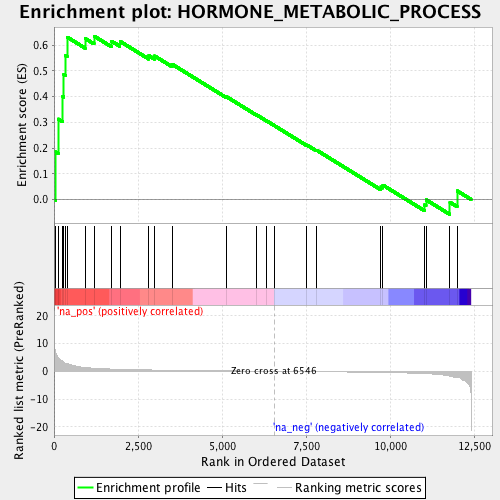 Enrichment plot: HORMONE_METABOLIC_PROCESS
Enrichment score (ES)
0.6
0.5
0.4
0.3
0.2
0.1
0.0
'na_pos' (positively correlated)
Ranked list metric (PreRanked)
20
10
0
-10
-20
Zero cross at 6546
'na_neg' (negatively correlated)
0 2,500 5,000 7,500 10,000 12,500
Rank in Ordered Dataset
Enrichment profile Hits Ranking metric scores